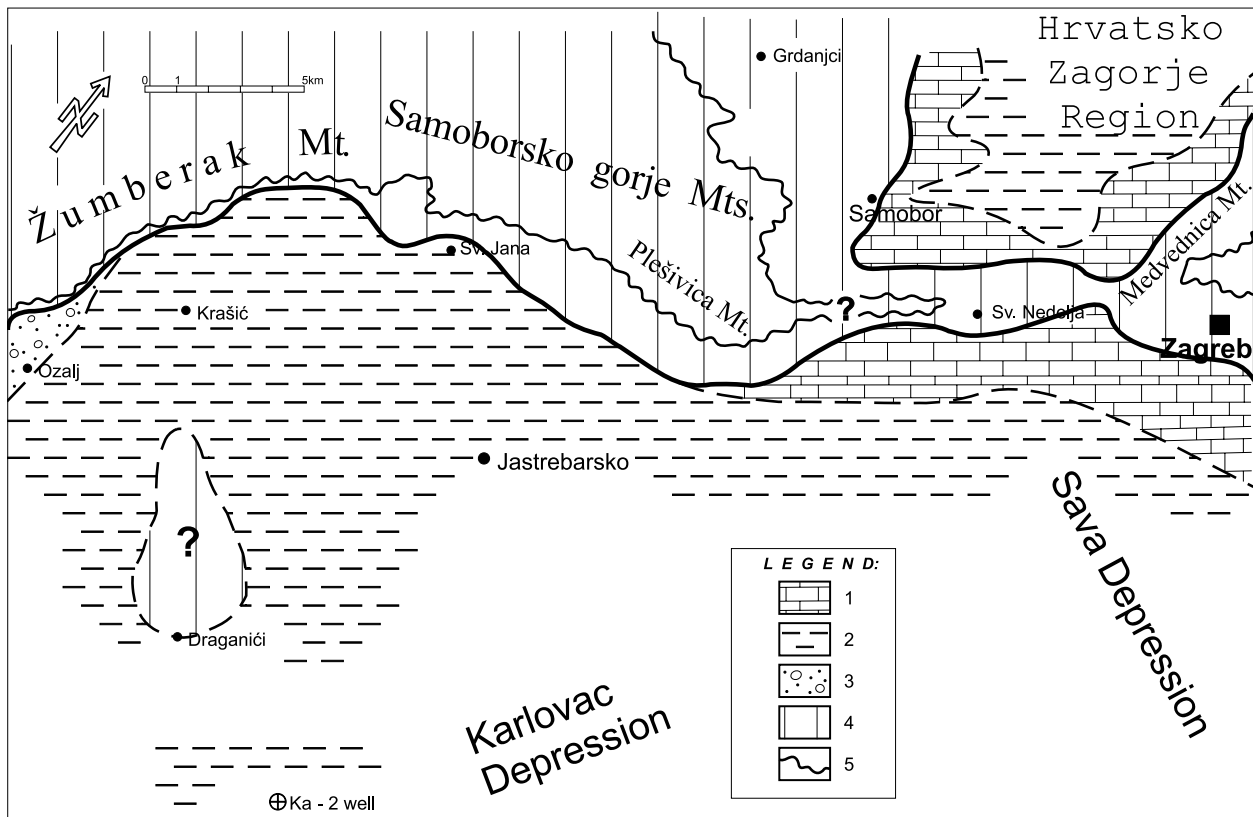 Hrvatsko
Zagorje
Region
Grdanjci
0 1 5km
N
Žumberak Mt.
Samoborsko gorje Mts.
Samobor
Sv. Jana
Plešivica Mt.
Medvednica Mt.
Krašić
?
Sv. Nedelja
Zagreb
Ozalj
Jastrebarsko
?
Draganići
Sava Depression
Karlovac
Depression
Ka - 2 well
LEGEND:
1
2
3
4
5